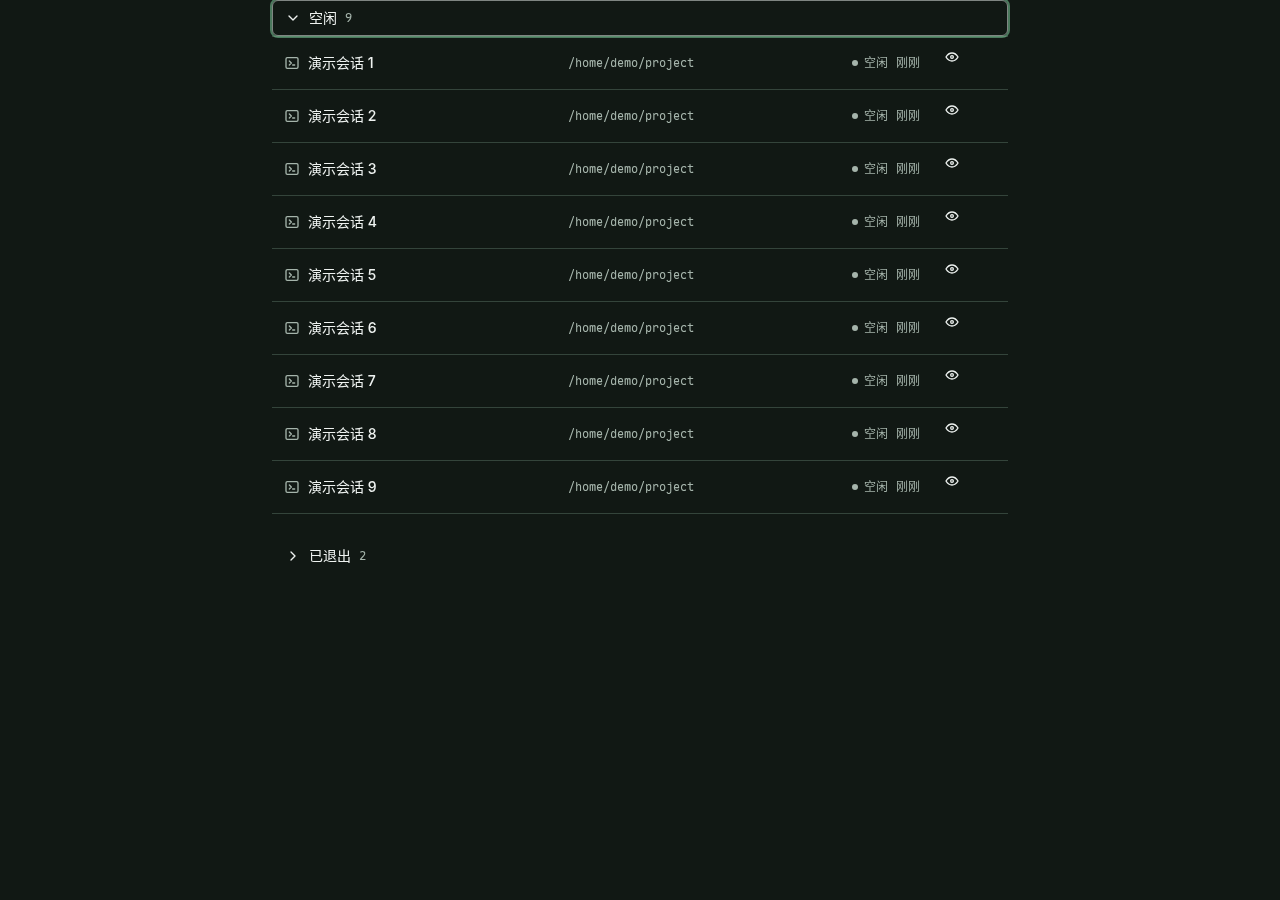 空闲 9
演示会话 1 /home/demo/project 空闲 刚刚
演示会话 2 /home/demo/project 空闲 刚刚
演示会话 3 /home/demo/project 空闲 刚刚
演示会话 4 /home/demo/project 空闲 刚刚
演示会话 5 /home/demo/project 空闲 刚刚
演示会话 6 /home/demo/project 空闲 刚刚
演示会话 7 /home/demo/project 空闲 刚刚
演示会话 8 /home/demo/project 空闲 刚刚
演示会话 9 /home/demo/project 空闲 刚刚
已退出 2